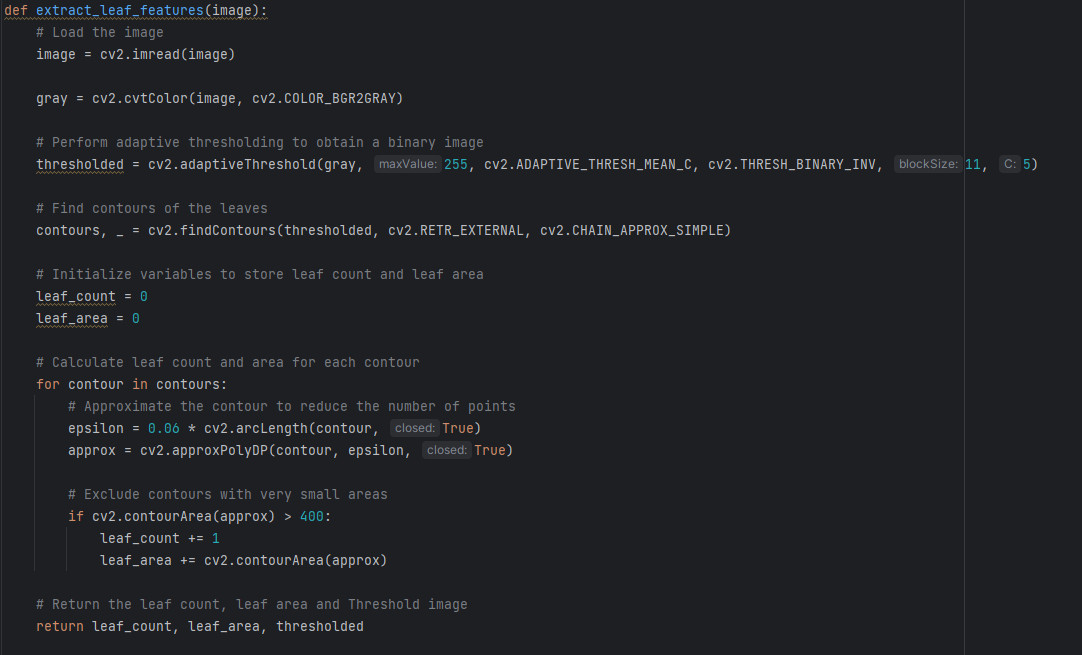 def extract_leaf_features(image):
    # Load the image
    image = cv2.imread(image)

    gray = cv2.cvtColor(image, cv2.COLOR_BGR2GRAY)

    # Perform adaptive thresholding to obtain a binary image
    thresholded = cv2.adaptiveThreshold(gray, maxValue: 255, cv2.ADAPTIVE_THRESH_MEAN_C, cv2.THRESH_BINARY_INV, blockSize: 11, C: 5)

    # Find contours of the leaves
    contours, _ = cv2.findContours(thresholded, cv2.RETR_EXTERNAL, cv2.CHAIN_APPROX_SIMPLE)

    # Initialize variables to store leaf count and leaf area
    leaf_count = 0
    leaf_area = 0

    # Calculate leaf count and area for each contour
    for contour in contours:
        # Approximate the contour to reduce the number of points
        epsilon = 0.06 * cv2.arcLength(contour, closed: True)
        approx = cv2.approxPolyDP(contour, epsilon, closed: True)

        # Exclude contours with very small areas
        if cv2.contourArea(approx) > 400:
            leaf_count += 1
            leaf_area += cv2.contourArea(approx)

    # Return the leaf count, leaf area and Threshold image
    return leaf_count, leaf_area, thresholded